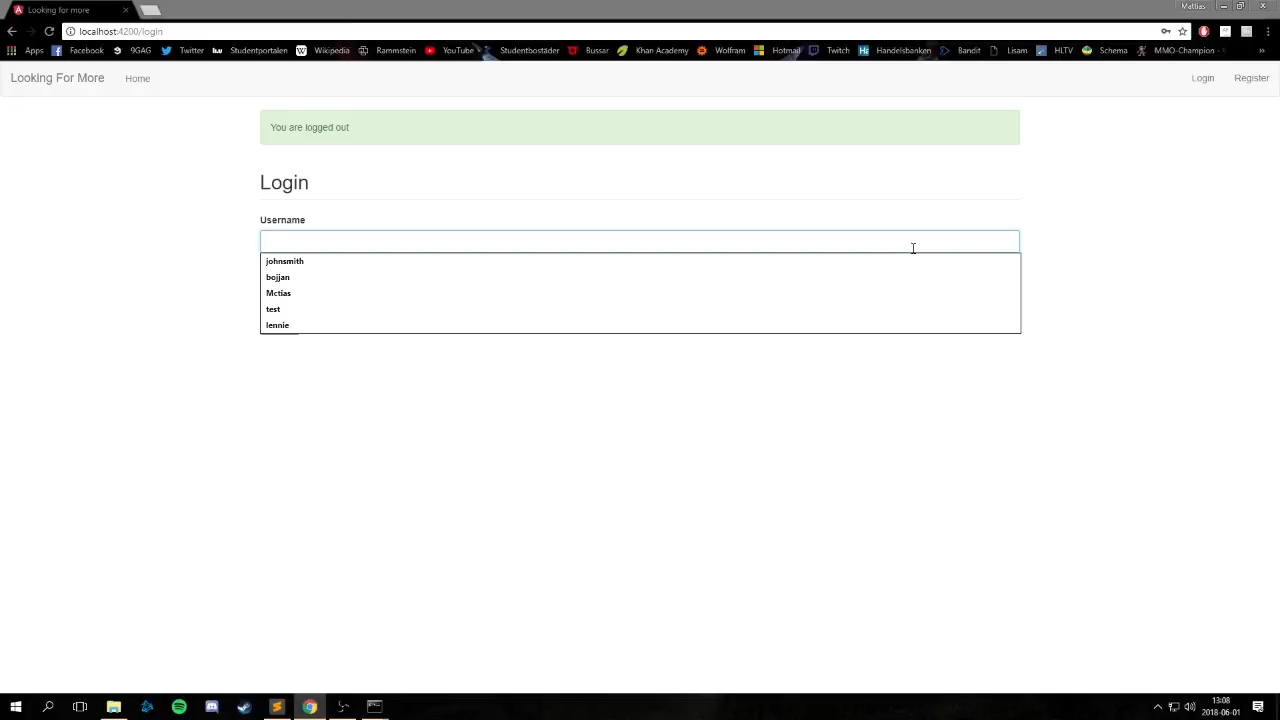 Looking for more
Mattias
localhost:4200/login
Apps Facebook 9GAG Twitter Studentportalen Wikipedia Rammstein YouTube Studentbostäder Bussar Khan Academy Wolfram Hotmail Twitch Handelsbanken Bandit Lisam HLTV Schema MMO-Champion -
Looking For More Home Login Register
You are logged out
Login
Username
johnsmith
bojjan
Mctias
test
lennie
13:08
2018-06-01